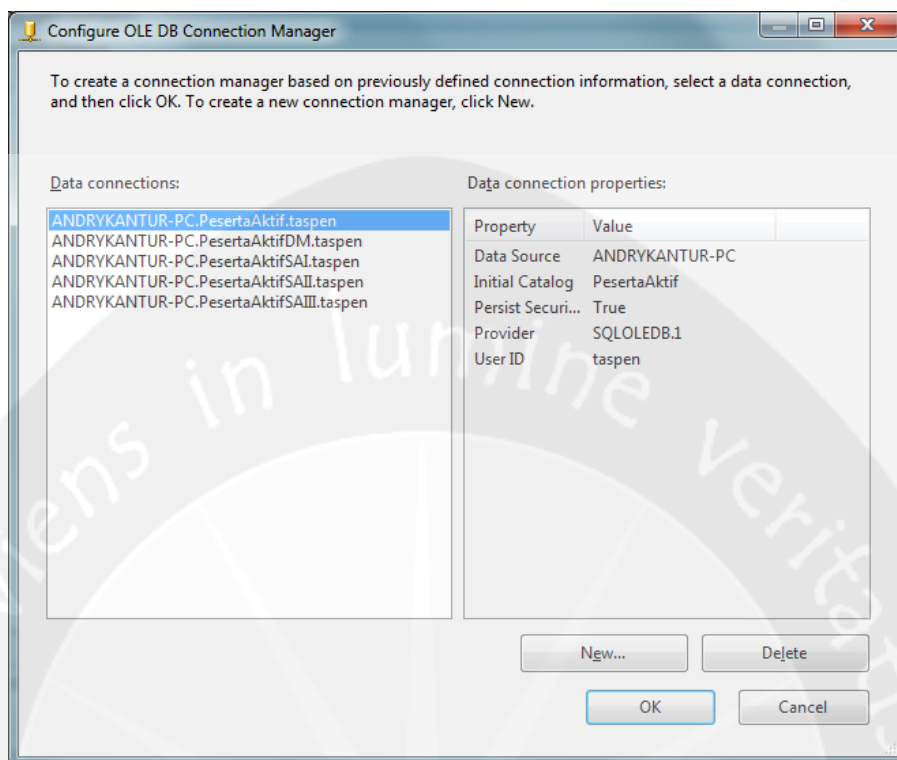 Configure OLE DB Connection Manager
To create a connection manager based on previously defined connection information, select a data connection,
and then click OK. To create a new connection manager, click New.
Data connections:
ANDRYKANTUR-PC.PesertaAktif.taspen
ANDRYKANTUR-PC.PesertaAktifDM.taspen
ANDRYKANTUR-PC.PesertaAktifSAI.taspen
ANDRYKANTUR-PC.PesertaAktifSAII.taspen
ANDRYKANTUR-PC.PesertaAktifSAIII.taspen
Data connection properties:
Property Value
Data Source ANDRYKANTUR-PC
Initial Catalog PesertaAktif
Persist Securi... True
Provider SQLOLEDB.1
User ID taspen
New... Delete
OK Cancel
viens in lumine veritatis